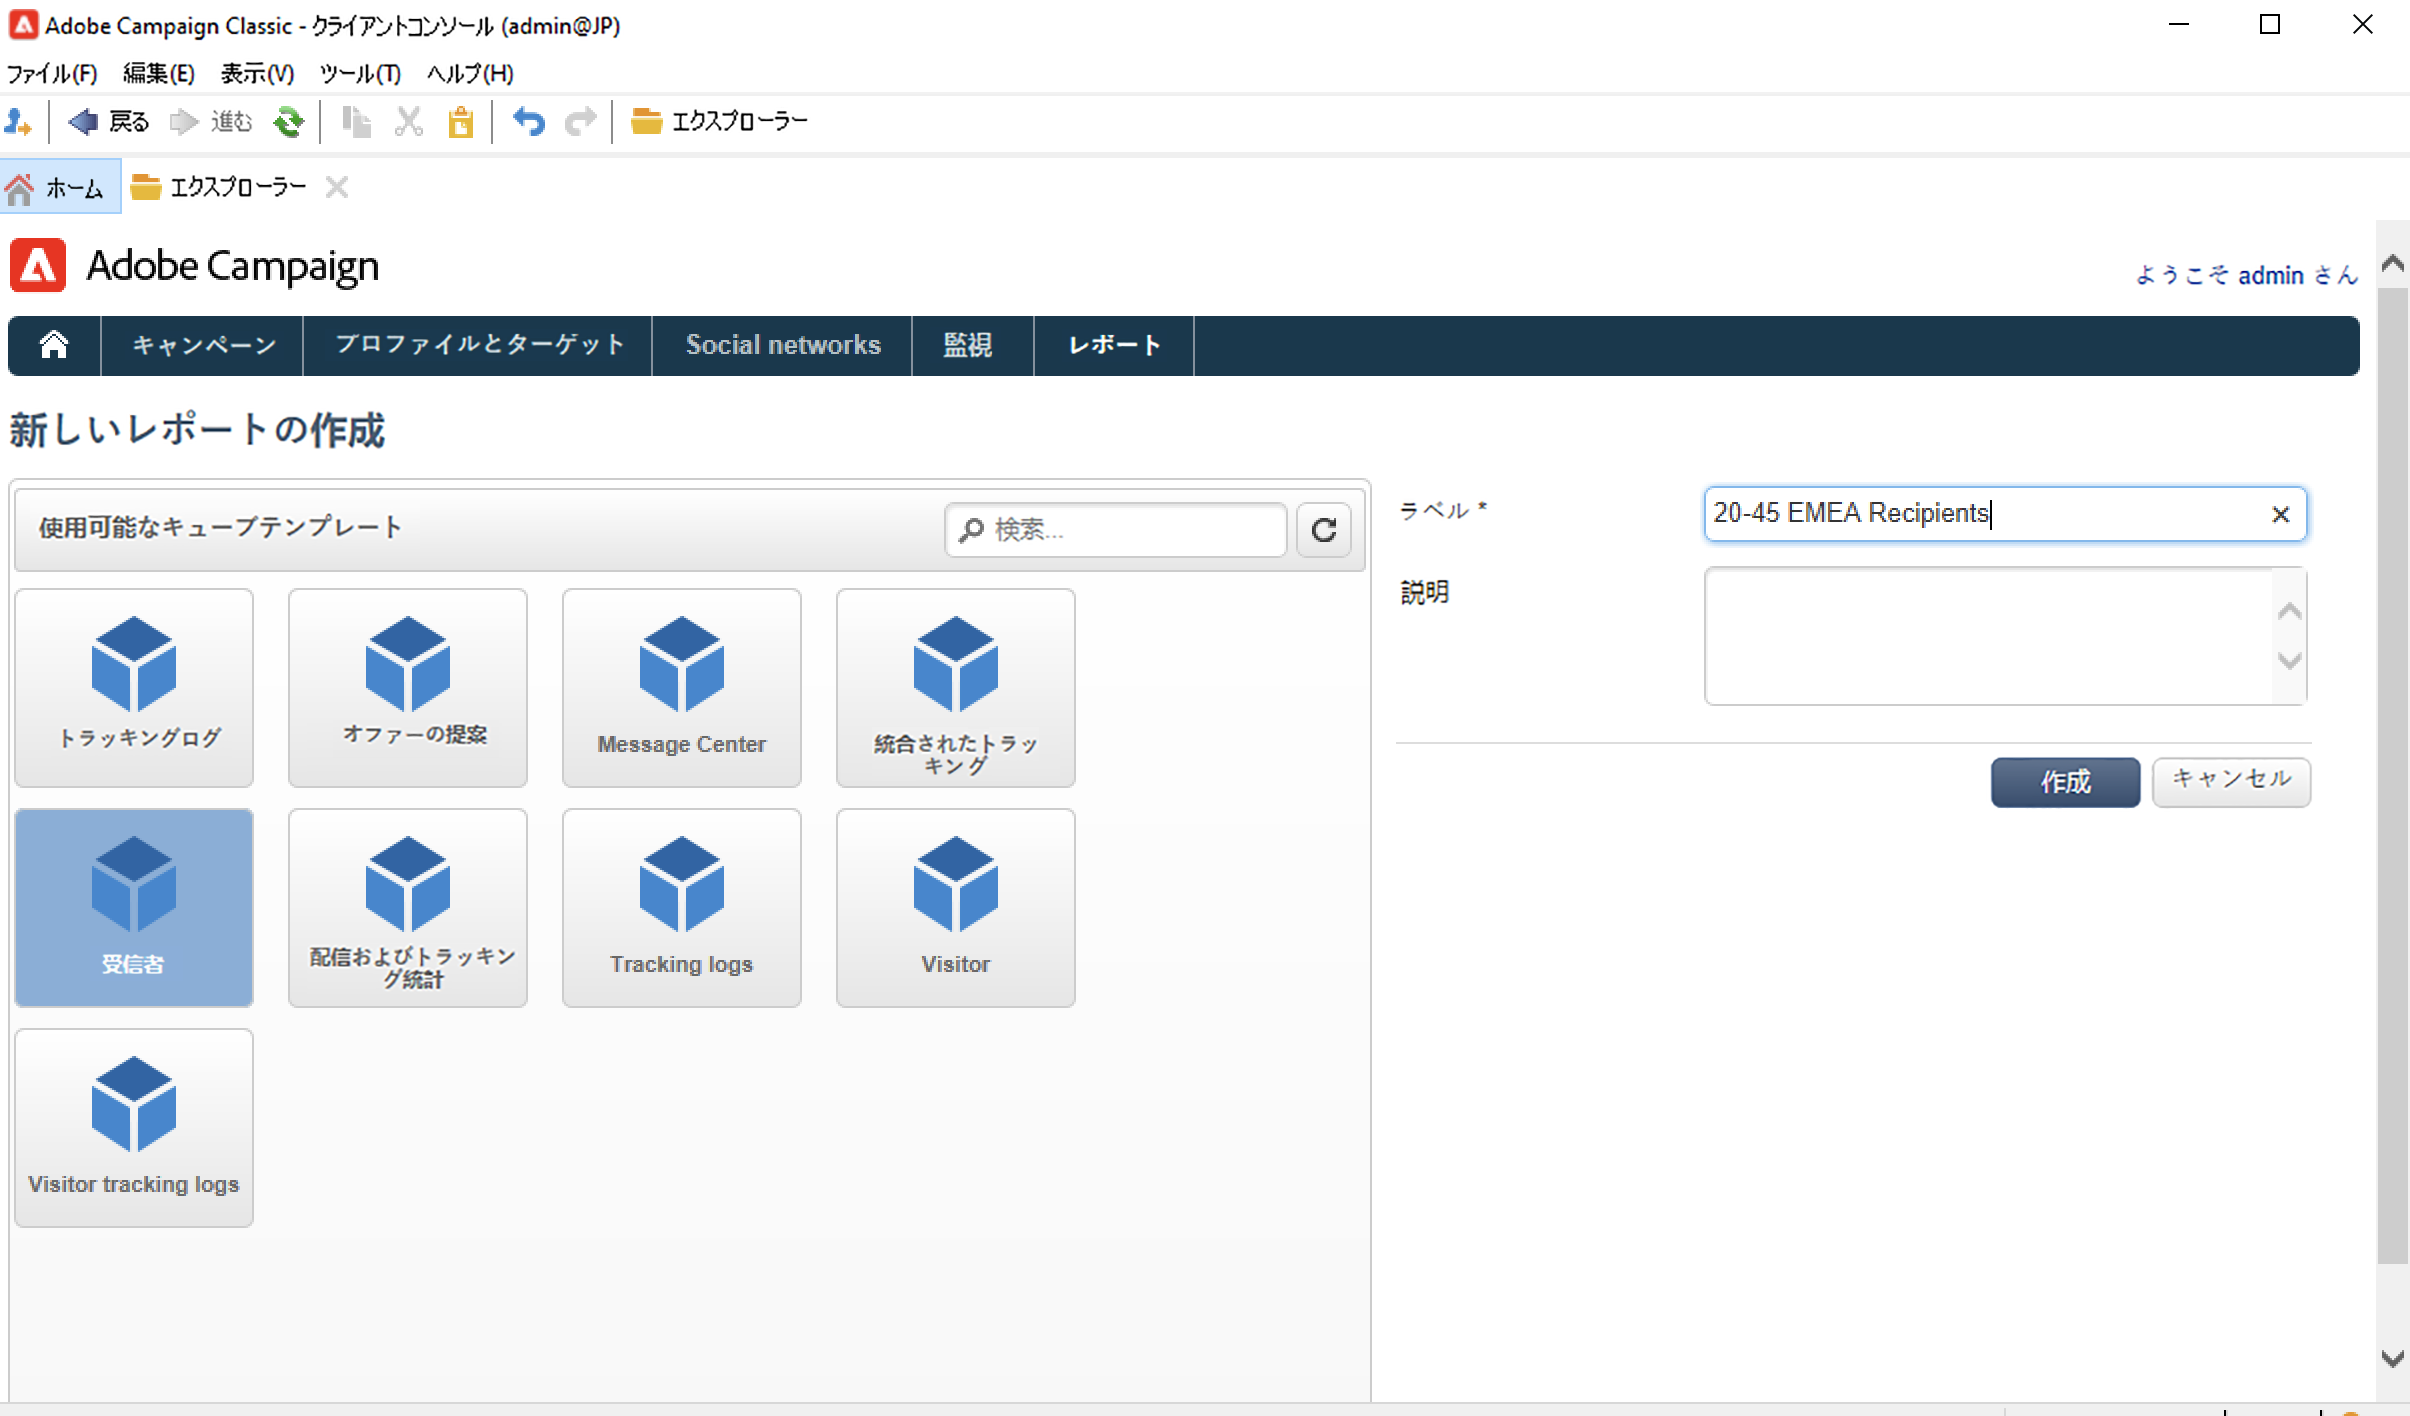 Adobe Campaign Classic - クライアントコンソール (admin@JP)
ファイル(F) 編集(E) 表示(V) ツール(T) ヘルプ(H)
戻る 進む エクスプローラー
ホーム エクスプローラー
Adobe Campaign
ようこそ admin さん
キャンペーン プロファイルとターゲット Social networks 監視 レポート
新しいレポートの作成
使用可能なキューブテンプレート 検索...
トラッキングログ
オファーの提案
Message Center
統合されたトラッ
キング
受信者
配信およびトラッキン
グ統計
Tracking logs
Visitor
Visitor tracking logs
ラベル * 20-45 EMEA Recipients
説明
作成 キャンセル